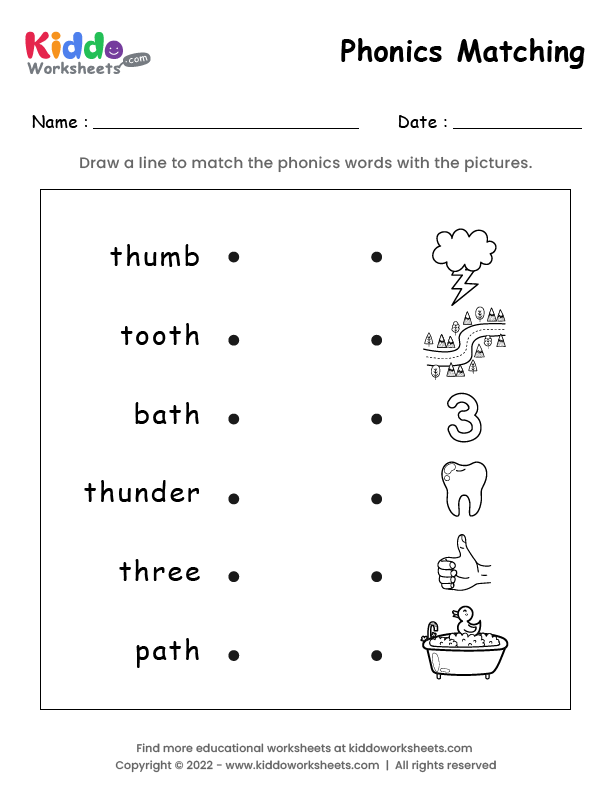 Kiddo
Worksheets .com
Phonics Matching
Name :
Date :
Draw a line to match the phonics words with the pictures.
thumb
tooth
bath
3
thunder
three
path
Find more educational worksheets at kiddoworksheets.com
Copyright © 2022 - www.kiddoworksheets.com | All rights reserved